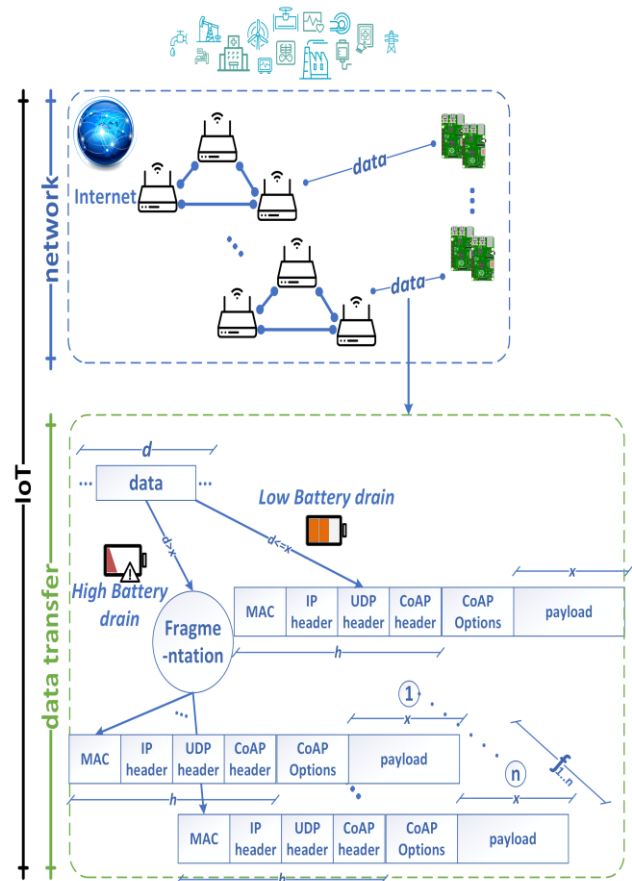 IoT
network
Internet
data
data
data transfer
d
... data ...
Low Battery drain
d>x
d<=x
High Battery
drain
x
MAC
IP
header
UDP
header
CoAP
header
CoAP
Options
payload
h
Fragme
-ntation
...
1
x
MAC
IP
header
UDP
header
CoAP
header
CoAP
Options
payload
h
n
f1..n
x
MAC
IP
header
UDP
header
CoAP
header
CoAP
Options
payload
h